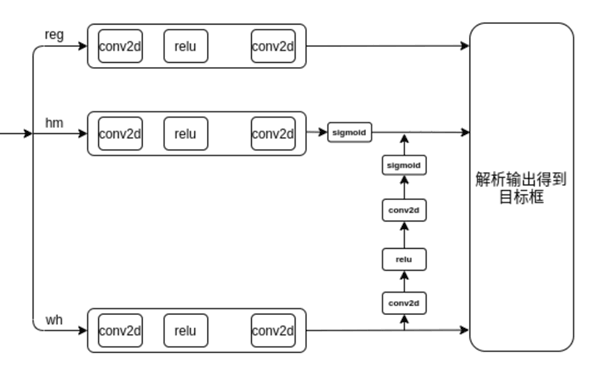 reg
conv2d
relu
conv2d
hm
conv2d
relu
conv2d
sigmoid
sigmoid
conv2d
relu
conv2d
wh
conv2d
relu
conv2d
解析输出得到
目标框